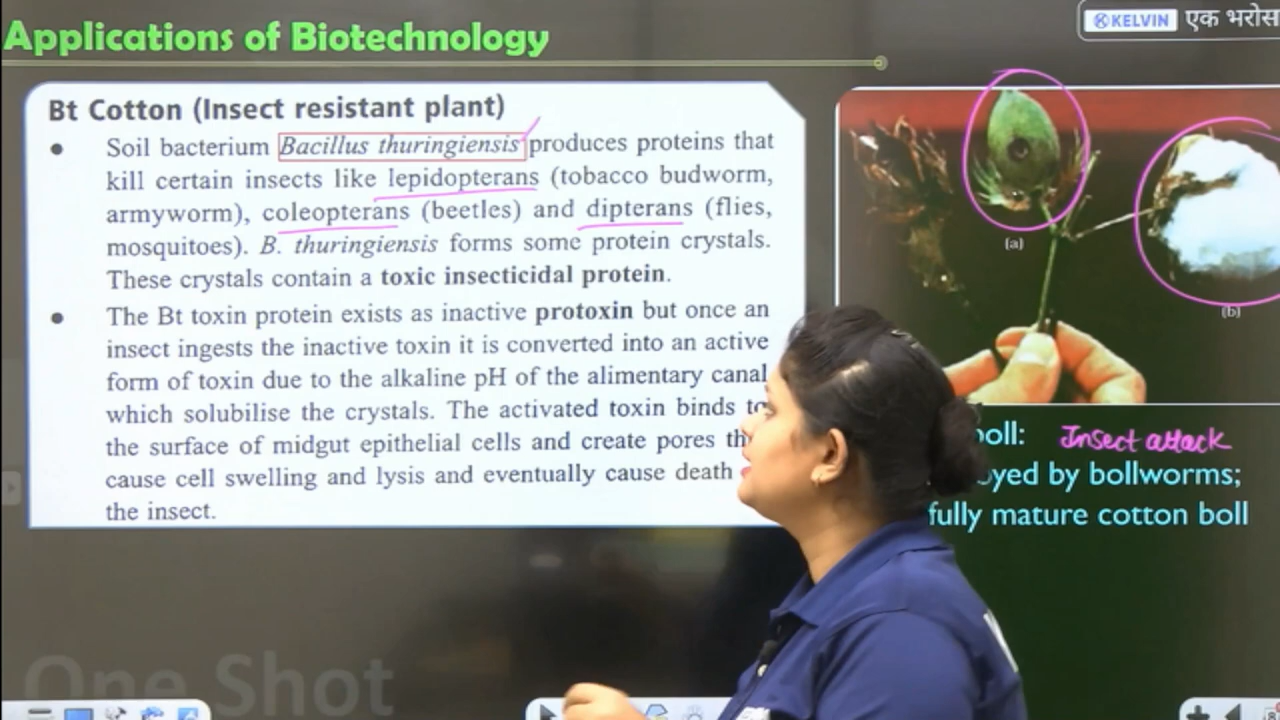 Applications of Biotechnology
KELVIN एक भरोस
Bt Cotton (Insect resistant plant)
• Soil bacterium Bacillus thuringiensis produces proteins that
kill certain insects like lepidopterans (tobacco budworm,
armyworm), coleopterans (beetles) and dipterans (flies,
mosquitoes). B. thuringiensis forms some protein crystals.
These crystals contain a toxic insecticidal protein.
• The Bt toxin protein exists as inactive protoxin but once an
insect ingests the inactive toxin it is converted into an active
form of toxin due to the alkaline pH of the alimentary canal
which solubilise the crystals. The activated toxin binds to
the surface of midgut epithelial cells and create pores
cause cell swelling and lysis and eventually cause death
the insect.
(a)
(b)
boll: Insect attack
by bollworms;
fully mature cotton boll
One Shot